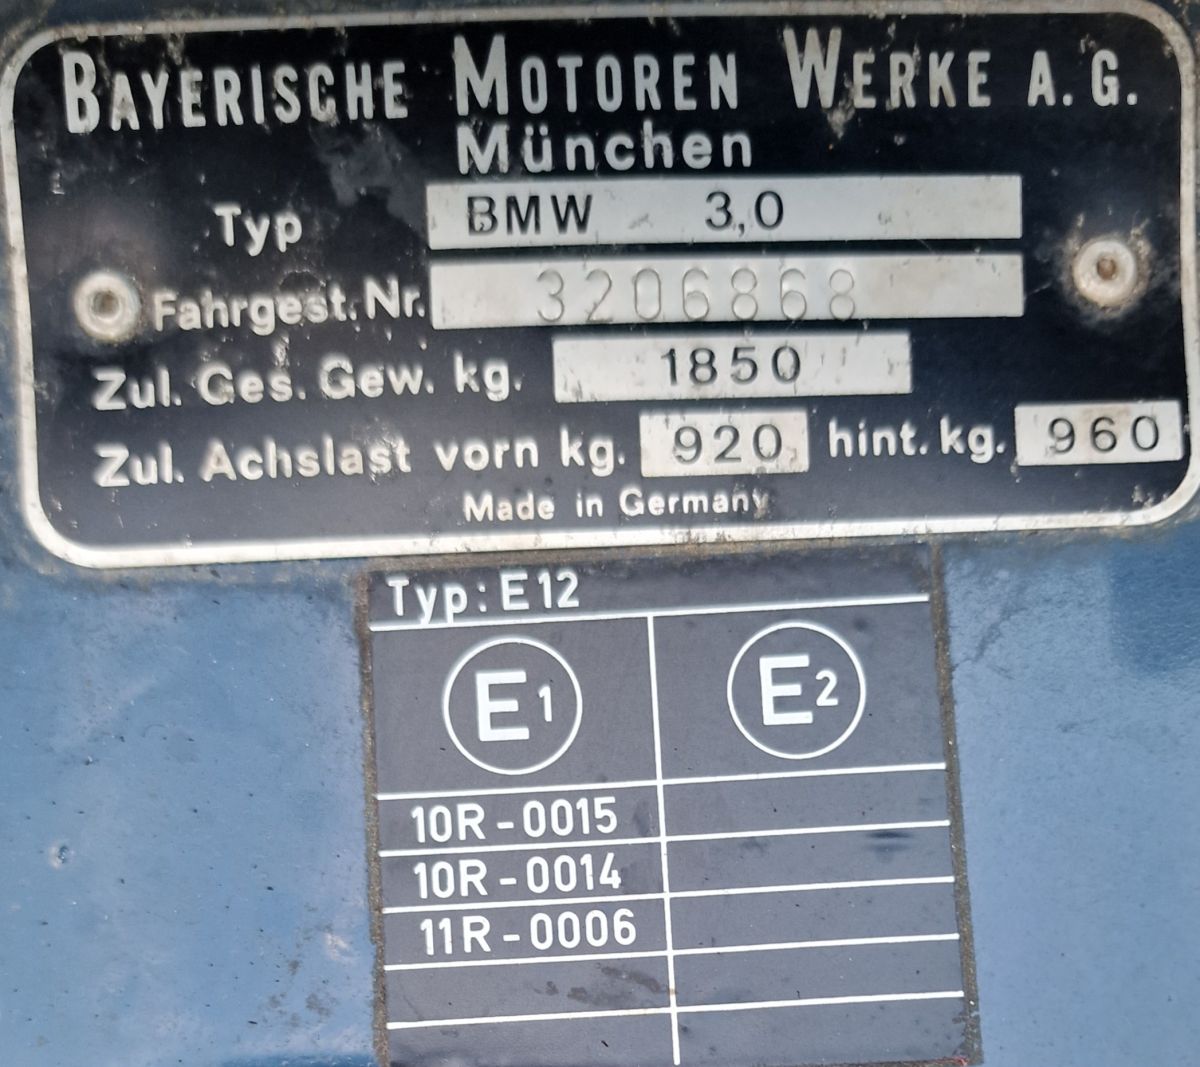 BAYERISCHE MOTOREN WERKE A.G.
München
Typ BMW 3,0
Fahrgest. Nr. 3206868
Zul. Ges. Gew. kg. 1850
Zul. Achslast vorn kg. 920 hint. kg. 960
Made in Germany
Typ: E12
E1 E2
10R-0015
10R-0014
11R-0006